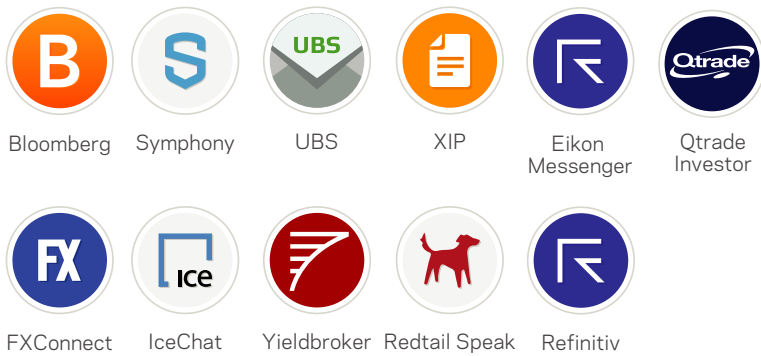 B
UBS
Qtrade
Bloomberg
Symphony
UBS
XIP
Eikon
Messenger
Qtrade
Investor
FX
ice
FXConnect
IceChat
Yieldbroker
Redtail Speak
Refinitiv